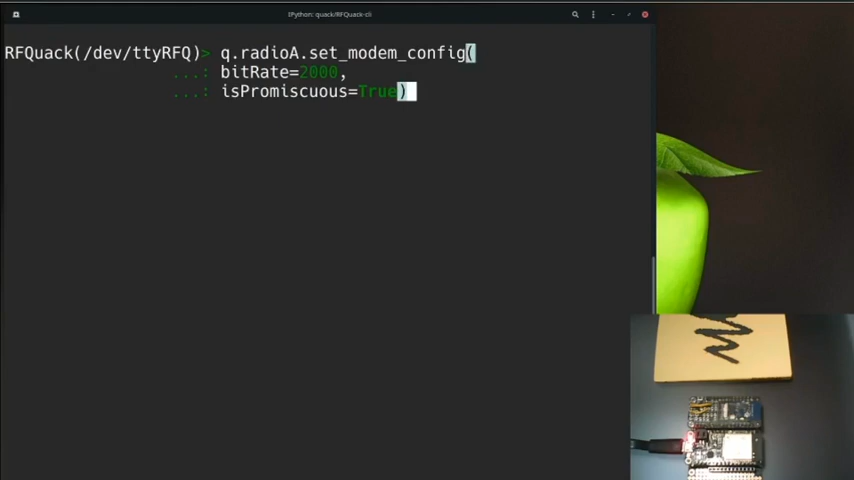 IPython: quack/RFQuack-cli
RFQuack(/dev/ttyRFQ)> q.radioA.set_modem_config(
...: bitRate=2000,
...: isPromiscuous=True)